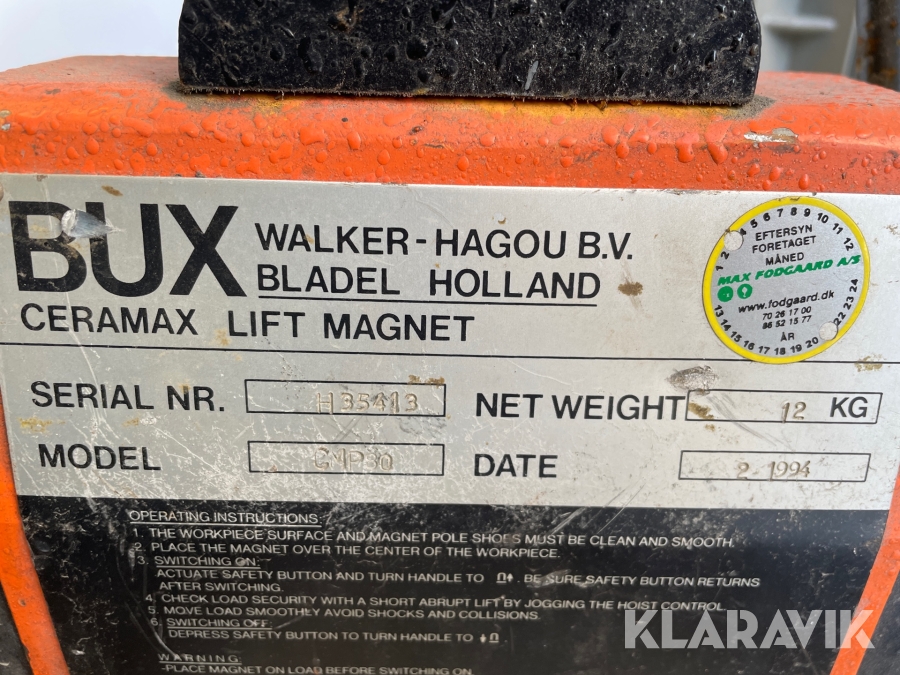 BUX
WALKER-HAGOU B.V.
BLADEL HOLLAND
CERAMAX LIFT MAGNET
1 2 3 4 5 6 7 8 9 10 11 12
EFTERSYN
FORETAGET
MÅNED
MAX FODGAARD A/S
www.fodgaard.dk
70 26 17 00
86 52 15 77
ÅR
13 14 15 16 17 18 19 20 22 23 24
SERIAL NR. H35413
NET WEIGHT 12 KG
MODEL
DATE 2 1994
OPERATING INSTRUCTIONS:
1. THE WORKPIECE SURFACE AND MAGNET POLE SHOES MUST BE CLEAN AND SMOOTH.
2. PLACE THE MAGNET OVER THE CENTER OF THE WORKPIECE.
3. SWITCHING ON:
ACTUATE SAFETY BUTTON AND TURN HANDLE TO . BE SURE SAFETY BUTTON RETURNS
AFTER SWITCHING.
4. CHECK LOAD SECURITY WITH A SHORT ABRUPT LIFT BY JOGGING THE HOIST CONTROL
5. MOVE LOAD SMOOTHLY AVOID SHOCKS AND COLLISIONS.
6. SWITCHING OFF:
DEPRESS SAFETY BUTTON TO TURN HANDLE TO
WARNING
-PLACE MAGNET ON LOAD BEFORE SWITCHING ON
KLARAVIK